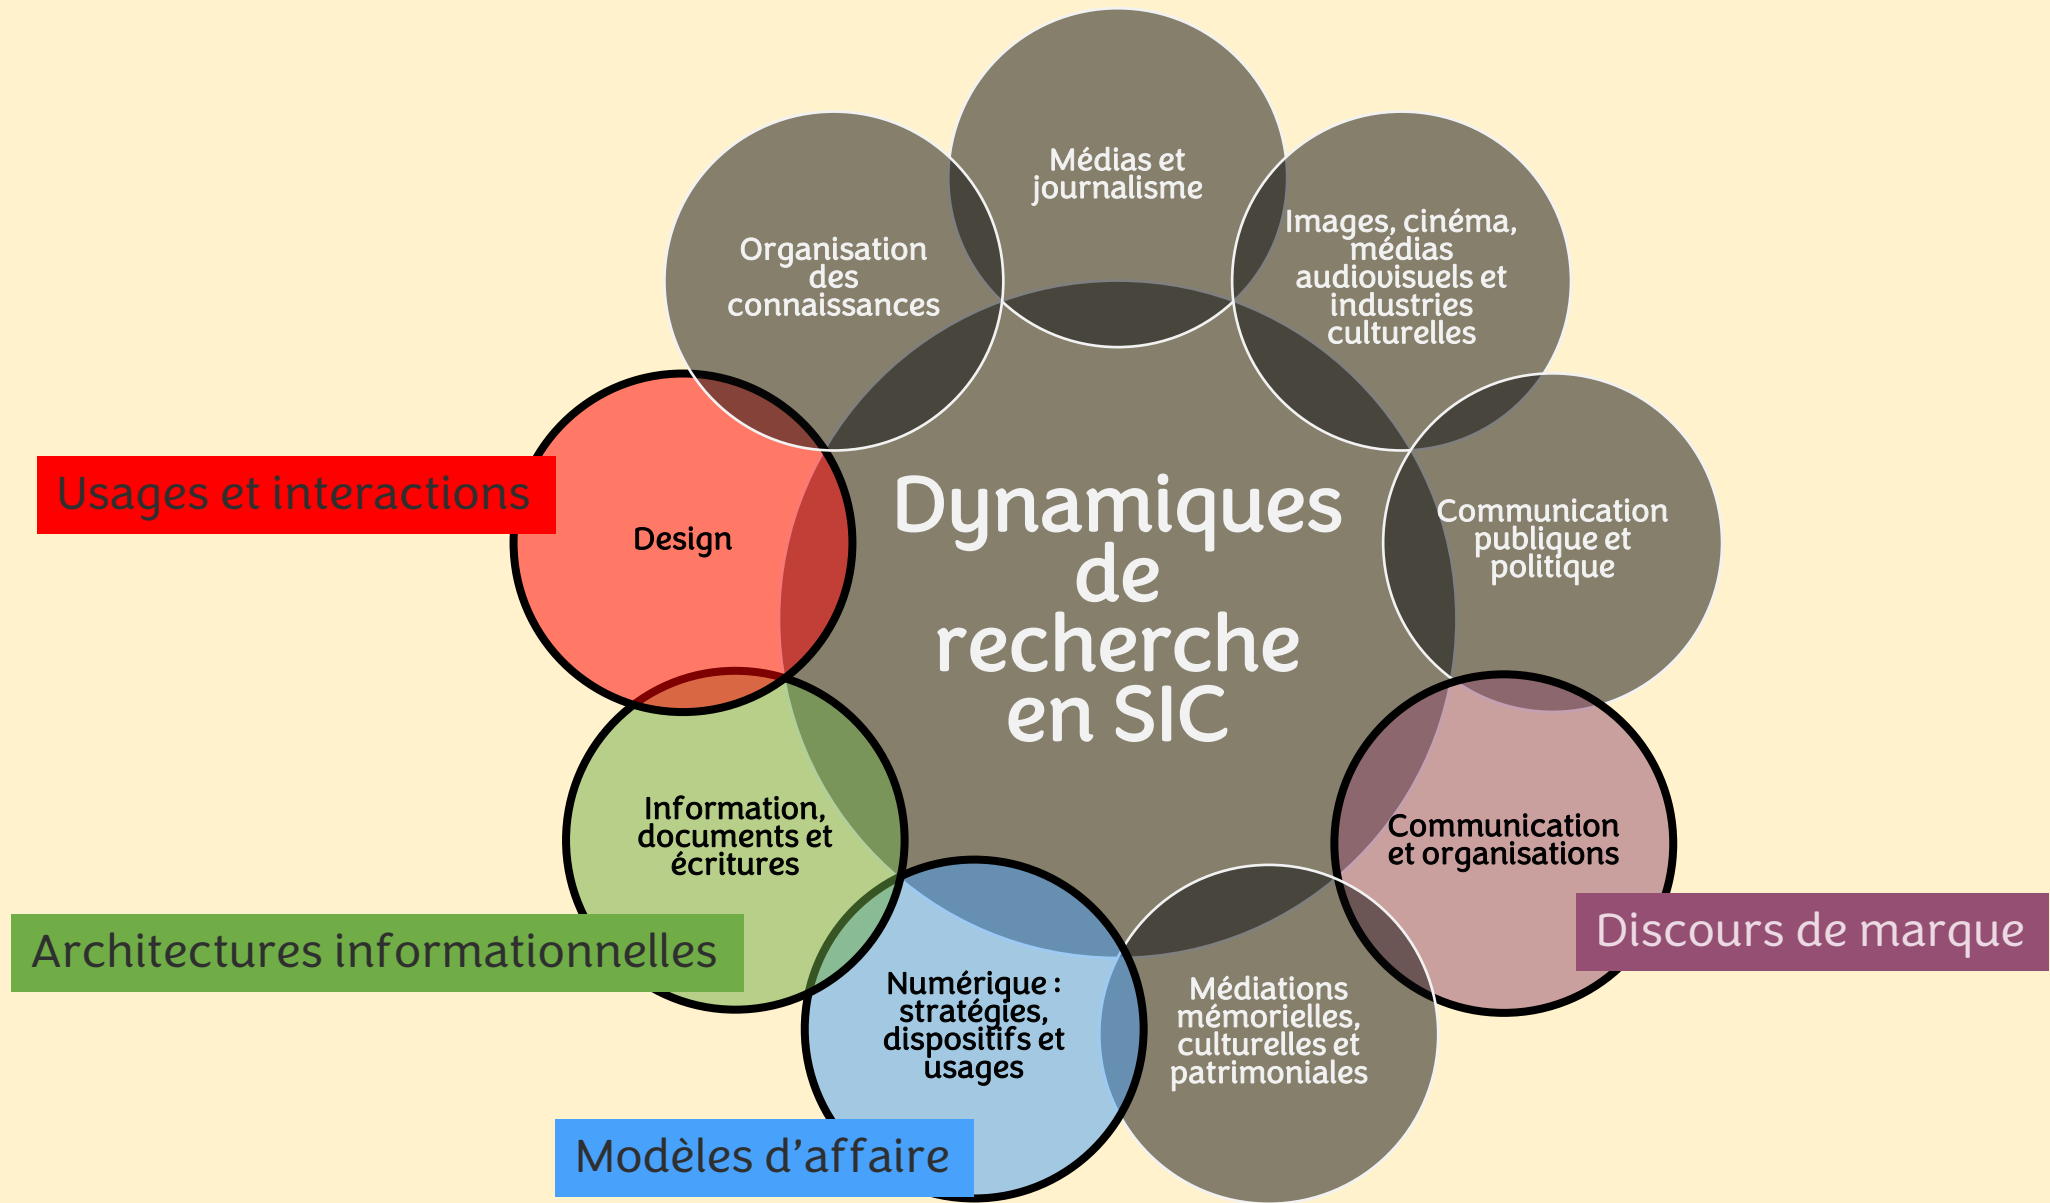 Médias et
journalisme
Images, cinéma,
médias
audiovisuels et
industries
culturelles
Organisation
des
connaissances
Usages et interactions
Design
Dynamiques
de
recherche
en SIC
Communication
publique et
politique
Information,
documents et
écritures
Communication
et organisations
Architectures informationnelles
Discours de marque
Numérique :
stratégies,
dispositifs et
usages
Médiations
mémorielles,
culturelles et
patrimoniales
Modèles d’affaire